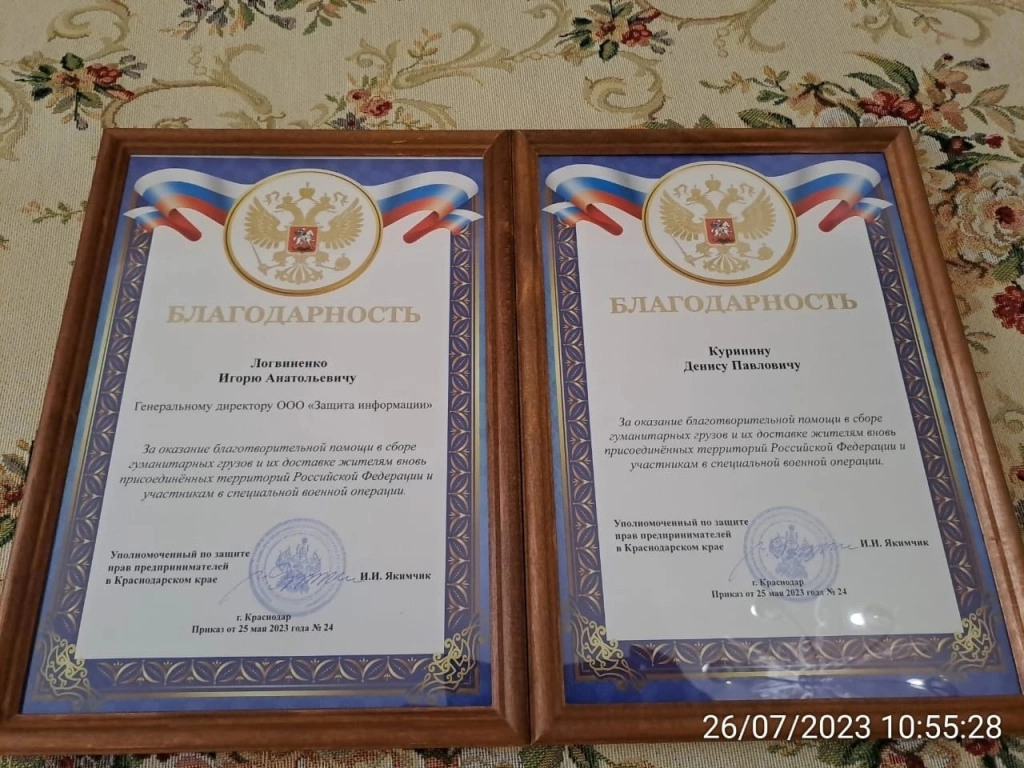 БЛАГОДАРНОСТЬ
Логвиненко
Игорю Анатольевичу
Генеральному директору ООО «Защита информации»
За оказание благотворительной помощи в сборе
гуманитарных грузов и их доставке жителям вновь
присоединённых территорий Российской Федерации и
участникам в специальной военной операции.
Уполномоченный по защите
прав предпринимателей
в Краснодарском крае
И.И. Якимчик
г. Краснодар
Приказ от 25 мая 2023 года № 24
БЛАГОДАРНОСТЬ
Куринину
Денису Павловичу
За оказание благотворительной помощи в сборе
гуманитарных грузов и их доставке жителям вновь
присоединённых территорий Российской Федерации и
участникам в специальной военной операции.
Уполномоченный по защите
прав предпринимателей
в Краснодарском крае
И.И. Якимчик
г. Краснодар
Приказ от 25 мая 2023 года № 24
26/07/2023 10:55:28